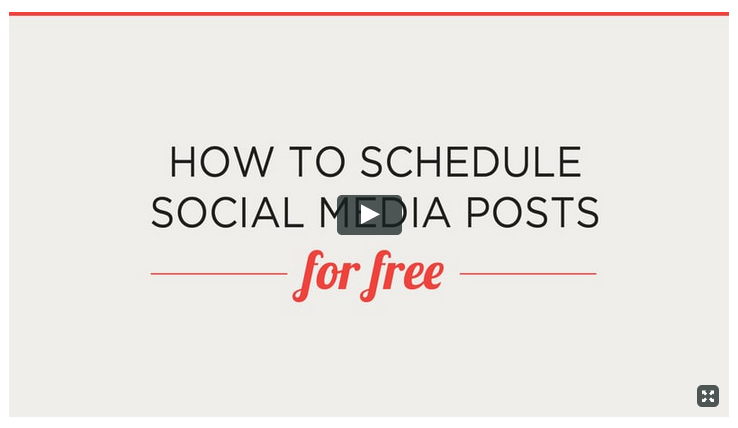 HOW TO SCHEDULE
SOCIAL MEDIA POSTS
for free